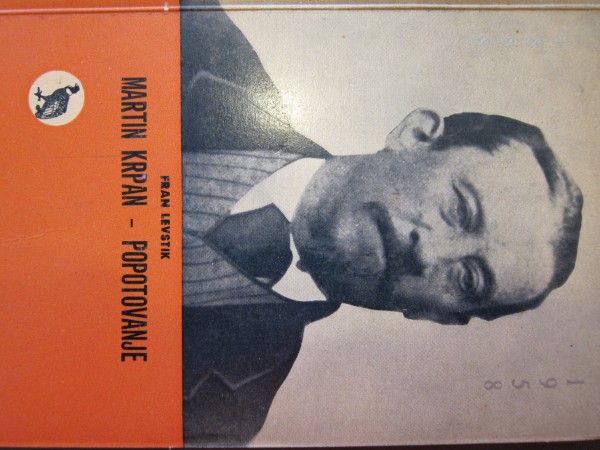 1958
FRAN LEVSTIK
MARTIN KRPAN – POPOTOVANJE